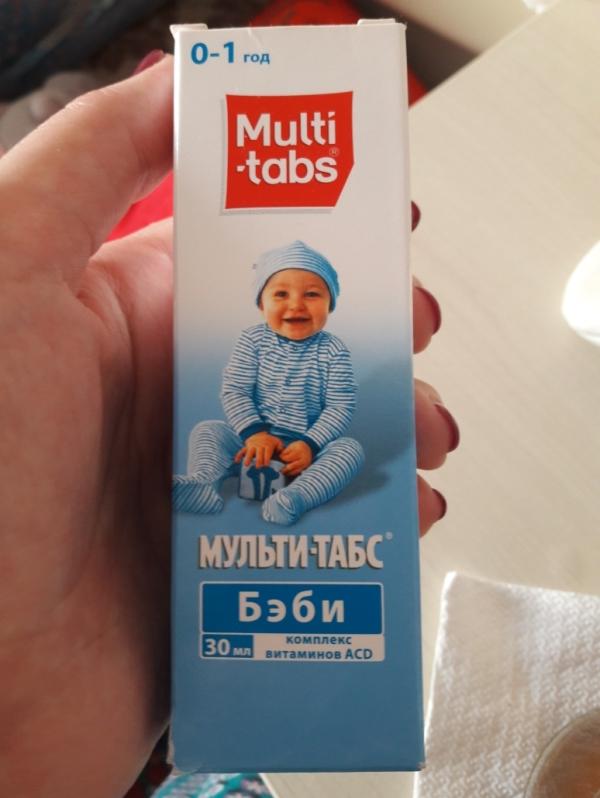 0-1 год
Multi
-tabs®
МУЛЬТИ-ТАБС®
Бэби
30 мл
комплекс
витаминов ACD